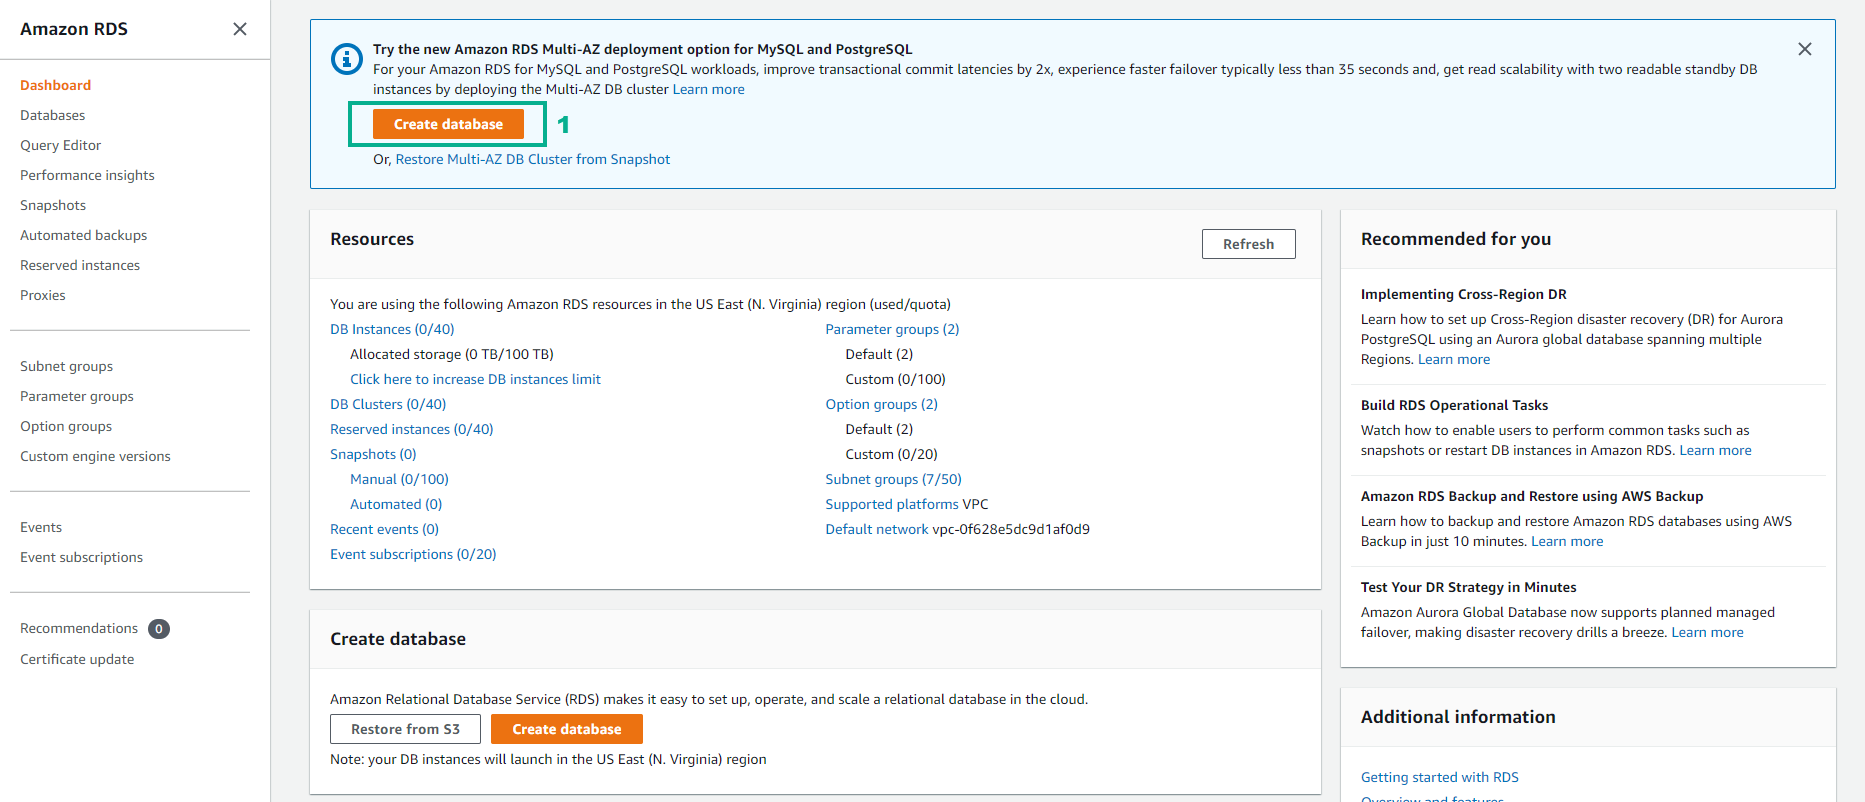 Amazon RDS
Dashboard
Databases
Query Editor
Performance insights
Snapshots
Automated backups
Reserved instances
Proxies
Subnet groups
Parameter groups
Option groups
Custom engine versions
Events
Event subscriptions
Recommendations 0
Certificate update
Try the new Amazon RDS Multi-AZ deployment option for MySQL and PostgreSQL
For your Amazon RDS for MySQL and PostgreSQL workloads, improve transactional commit latencies by 2x, experience faster failover typically less than 35 seconds and, get read scalability with two readable standby DB
instances by deploying the Multi-AZ DB cluster Learn more
Create database 1
Or, Restore Multi-AZ DB Cluster from Snapshot
Resources
Refresh
You are using the following Amazon RDS resources in the US East (N. Virginia) region (used/quota)
DB Instances (0/40)
Allocated storage (0 TB/100 TB)
Click here to increase DB instances limit
DB Clusters (0/40)
Reserved instances (0/40)
Snapshots (0)
Manual (0/100)
Automated (0)
Recent events (0)
Event subscriptions (0/20)
Parameter groups (2)
Default (2)
Custom (0/100)
Option groups (2)
Default (2)
Custom (0/20)
Subnet groups (7/50)
Supported platforms VPC
Default network vpc-0f628e5dc9d1af0d9
Create database
Amazon Relational Database Service (RDS) makes it easy to set up, operate, and scale a relational database in the cloud.
Restore from S3 Create database
Note: your DB instances will launch in the US East (N. Virginia) region
Recommended for you
Implementing Cross-Region DR
Learn how to set up Cross-Region disaster recovery (DR) for Aurora
PostgreSQL using an Aurora global database spanning multiple
Regions. Learn more
Build RDS Operational Tasks
Watch how to enable users to perform common tasks such as
snapshots or restart DB instances in Amazon RDS. Learn more
Amazon RDS Backup and Restore using AWS Backup
Learn how to backup and restore Amazon RDS databases using AWS
Backup in just 10 minutes. Learn more
Test Your DR Strategy in Minutes
Amazon Aurora Global Database now supports planned managed
failover, making disaster recovery drills a breeze. Learn more
Additional information
Getting started with RDS
Overview and features